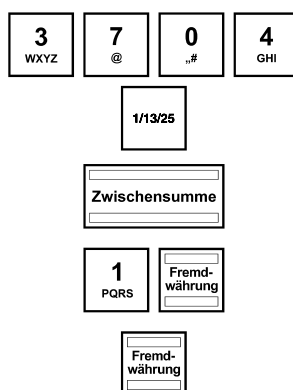 3 7 0 4
WXYZ @ „# GHI
1/13/25
Zwischensumme
1 Fremd-
PQRS währung
Fremd-
währung